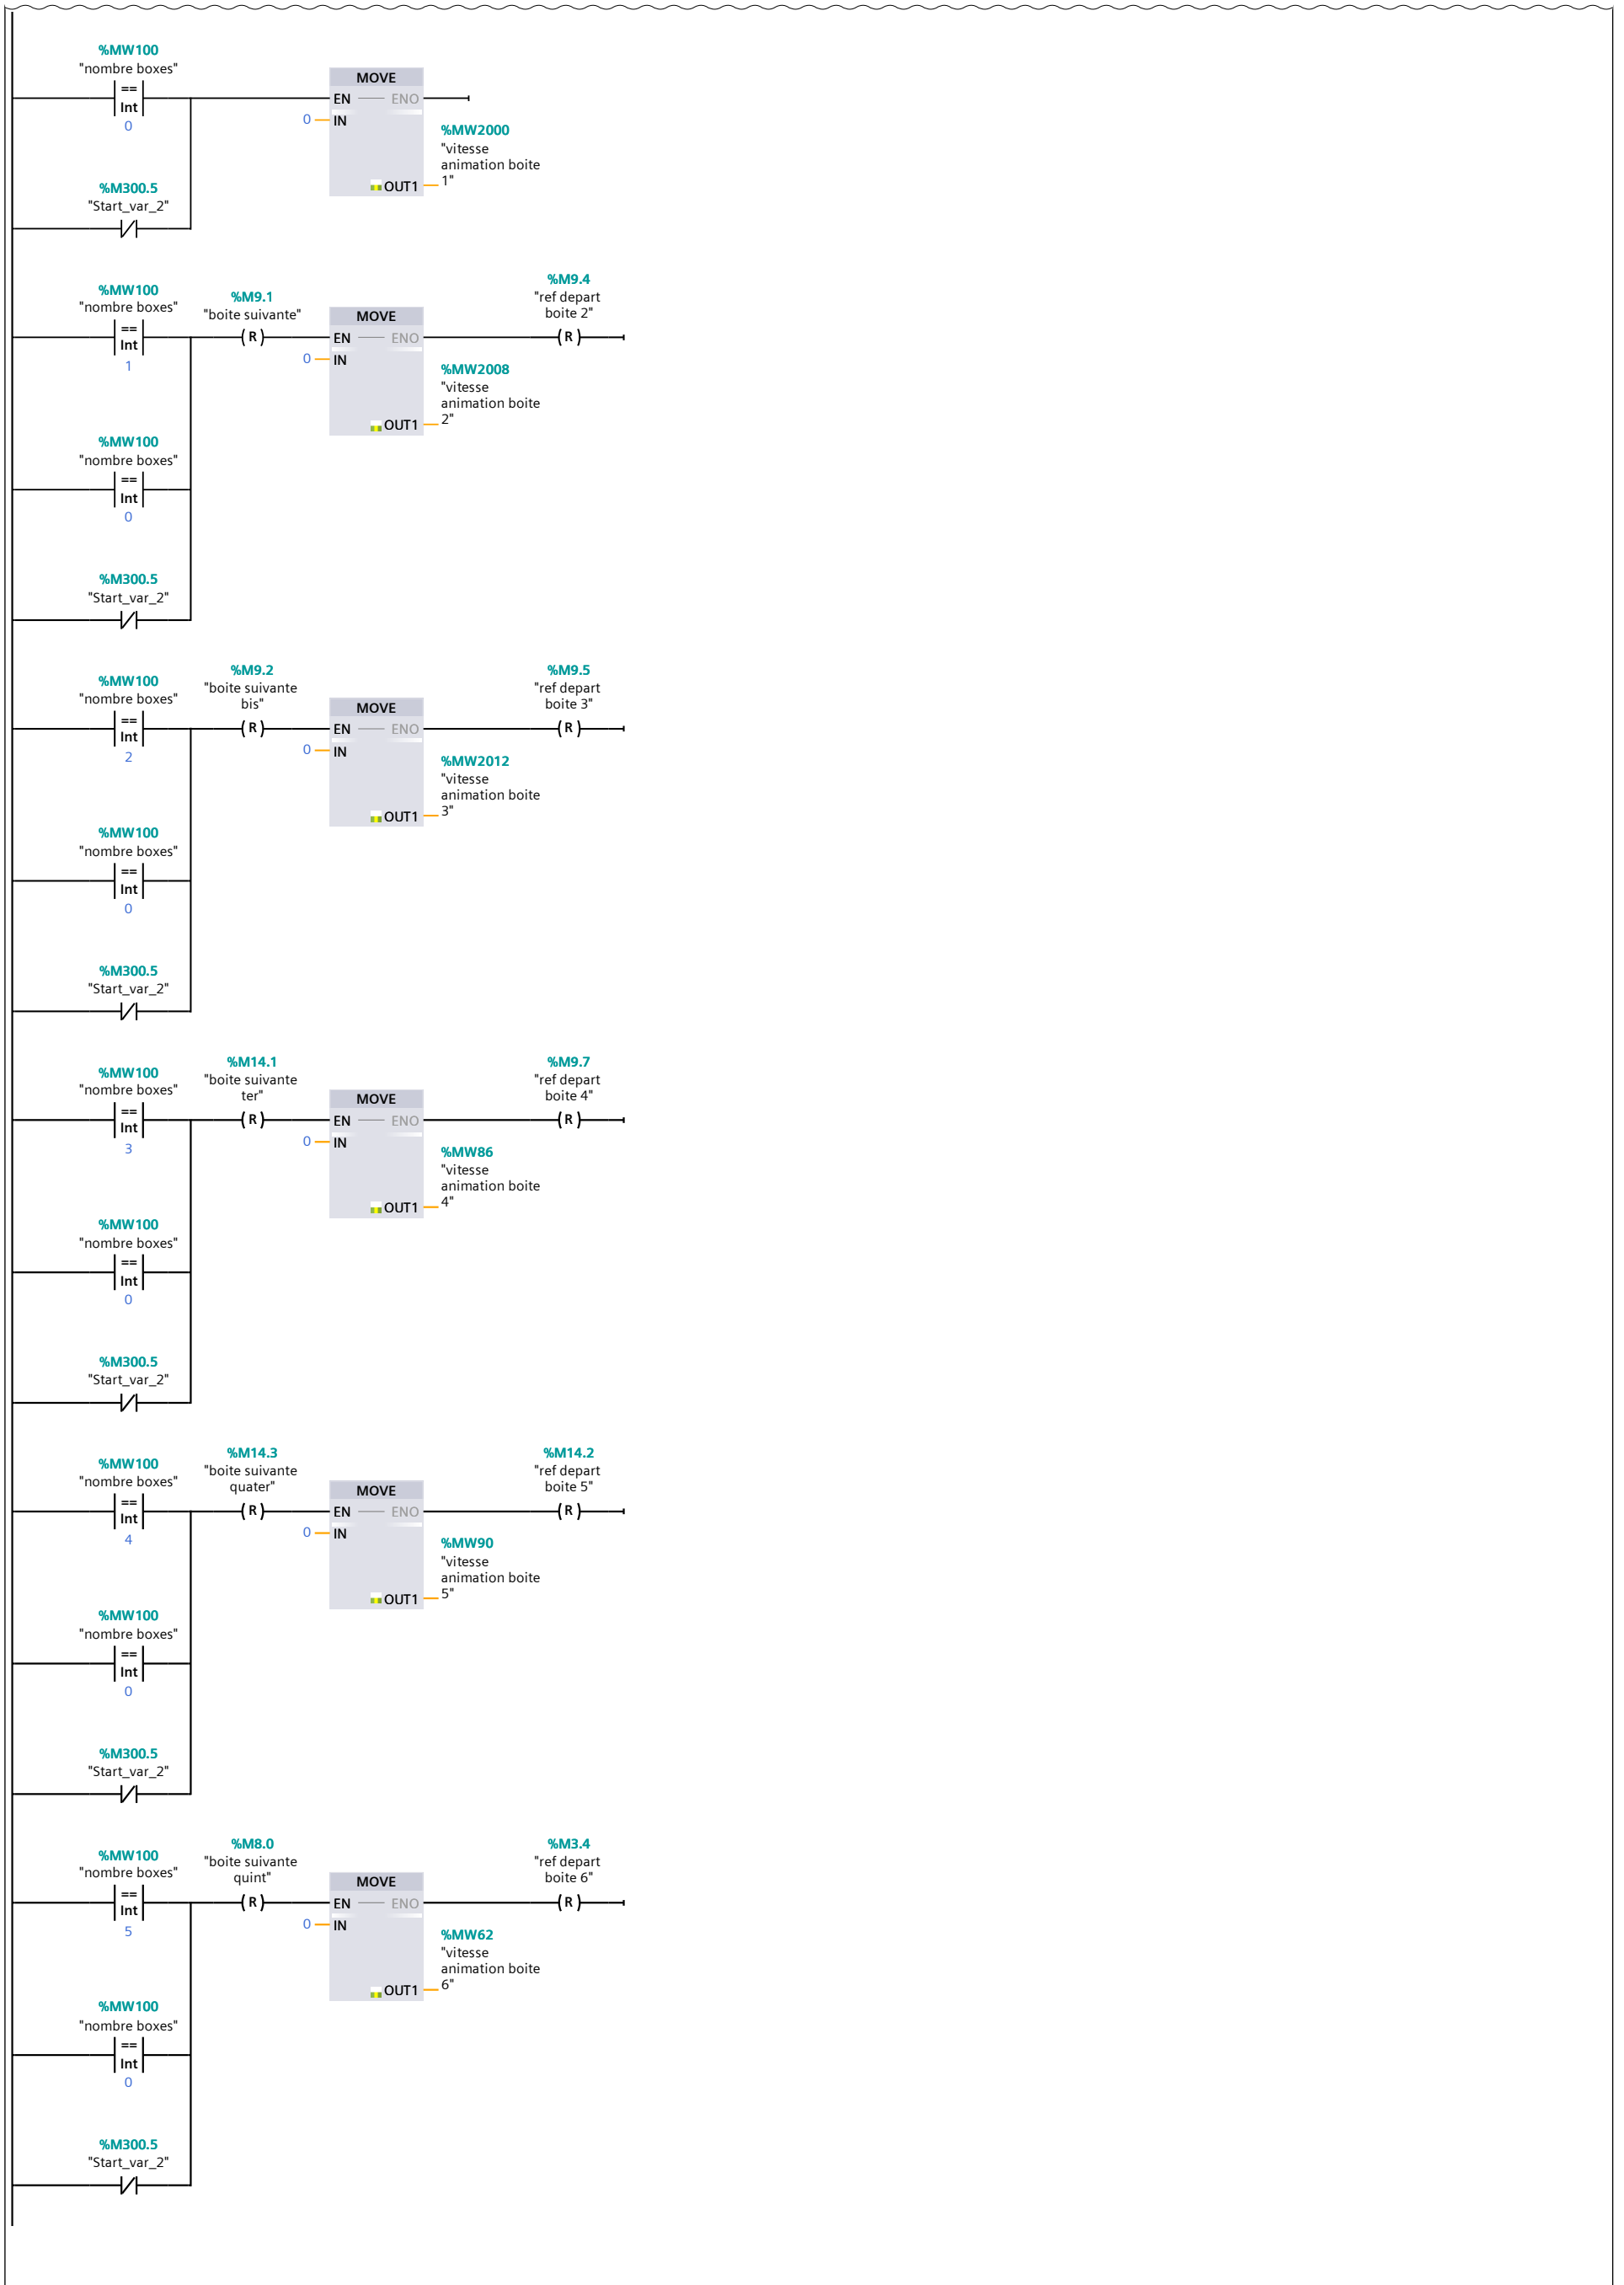 %MW100
"nombre boxes"
==
Int
0
MOVE
EN
ENO
0
IN
%MW2000
"vitesse
animation boite
1"
OUT1
%M300.5
"Start_var_2"
%MW100
"nombre boxes"
==
Int
1
%M9.1
"boite suivante"
( R )
MOVE
EN
ENO
0
IN
%M9.4
"ref depart
boite 2"
( R )
%MW2008
"vitesse
animation boite
2"
OUT1
%MW100
"nombre boxes"
==
Int
0
%M300.5
"Start_var_2"
%MW100
"nombre boxes"
==
Int
2
%M9.2
"boite suivante
bis"
( R )
MOVE
EN
ENO
0
IN
%M9.5
"ref depart
boite 3"
( R )
%MW2012
"vitesse
animation boite
3"
OUT1
%MW100
"nombre boxes"
==
Int
0
%M300.5
"Start_var_2"
%MW100
"nombre boxes"
==
Int
3
%M14.1
"boite suivante
ter"
( R )
MOVE
EN
ENO
0
IN
%M9.7
"ref depart
boite 4"
( R )
%MW86
"vitesse
animation boite
4"
OUT1
%MW100
"nombre boxes"
==
Int
0
%M300.5
"Start_var_2"
%MW100
"nombre boxes"
==
Int
4
%M14.3
"boite suivante
quater"
( R )
MOVE
EN
ENO
0
IN
%M14.2
"ref depart
boite 5"
( R )
%MW90
"vitesse
animation boite
5"
OUT1
%MW100
"nombre boxes"
==
Int
0
%M300.5
"Start_var_2"
%MW100
"nombre boxes"
==
Int
5
%M8.0
"boite suivante
quint"
( R )
MOVE
EN
ENO
0
IN
%M3.4
"ref depart
boite 6"
( R )
%MW62
"vitesse
animation boite
6"
OUT1
%MW100
"nombre boxes"
==
Int
0
%M300.5
"Start_var_2"